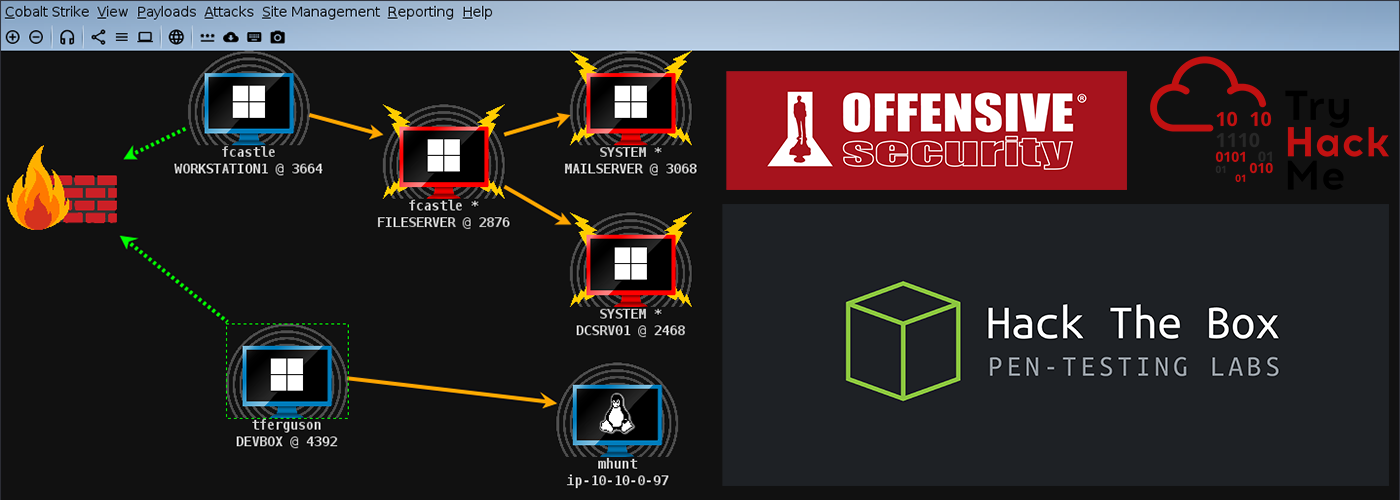 Cobalt Strike View Payloads Attacks Site Management Reporting Help
fcastle
WORKSTATION1 @ 3664
fcastle *
FILESERVER @ 2876
SYSTEM *
MAILSERVER @ 3068
SYSTEM *
DCSRV01 @ 2468
tferguson
DEVBOX @ 4392
mhunt
ip-10-10-0-97
OFFENSIVE®
security
10 10
1110
0101 01
01 010
01
Try
Hack
Me
Hack The Box
PEN-TESTING LABS